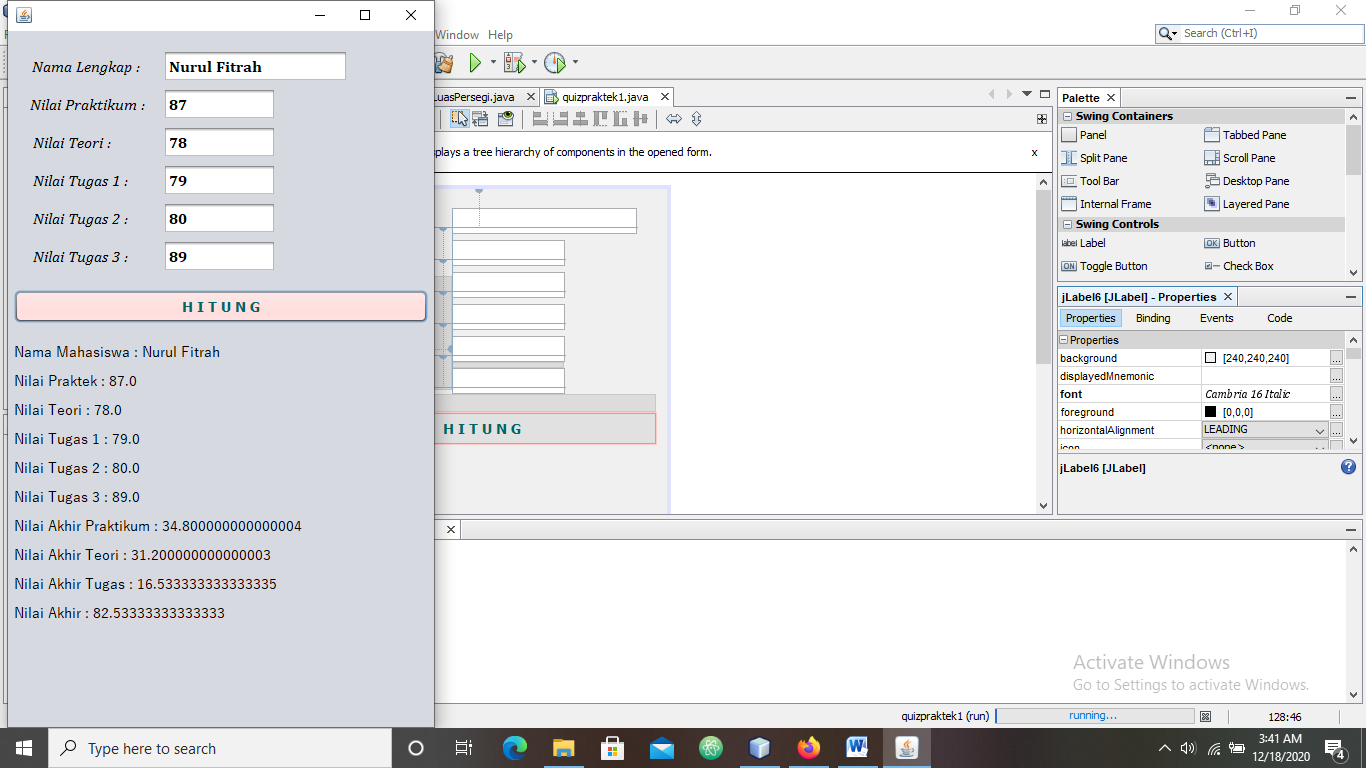 Nama Lengkap :
Nurul Fitrah
Nilai Praktikum :
87
Nilai Teori :
78
Nilai Tugas 1 :
79
Nilai Tugas 2 :
80
Nilai Tugas 3 :
89
H I T U N G
Nama Mahasiswa : Nurul Fitrah
Nilai Praktek : 87.0
Nilai Teori : 78.0
Nilai Tugas 1 : 79.0
Nilai Tugas 2 : 80.0
Nilai Tugas 3 : 89.0
Nilai Akhir Praktikum : 34.800000000000004
Nilai Akhir Teori : 31.200000000000003
Nilai Akhir Tugas : 16.533333333333335
Nilai Akhir : 82.53333333333333
Window Help
Search (Ctrl+I)
LuasPersegi.java
quizpraktek1.java
plays a tree hierarchy of components in the opened form.
x
H I T U N G
Palette
Swing Containers
Panel
Tabbed Pane
Split Pane
Scroll Pane
Tool Bar
Desktop Pane
Internal Frame
Layered Pane
Swing Controls
label Label
OK Button
ON Toggle Button
Check Box
jLabel6 [JLabel] - Properties
Properties Binding Events Code
Properties
background [240,240,240] ...
displayedMnemonic ...
font Cambria 16 Italic ...
foreground [0,0,0] ...
horizontalAlignment LEADING ...
icon <none> ...
jLabel6 [JLabel]
Activate Windows
Go to Settings to activate Windows.
quizpraktek1 (run)
running...
128:46
Type here to search
3:41 AM
12/18/2020
4